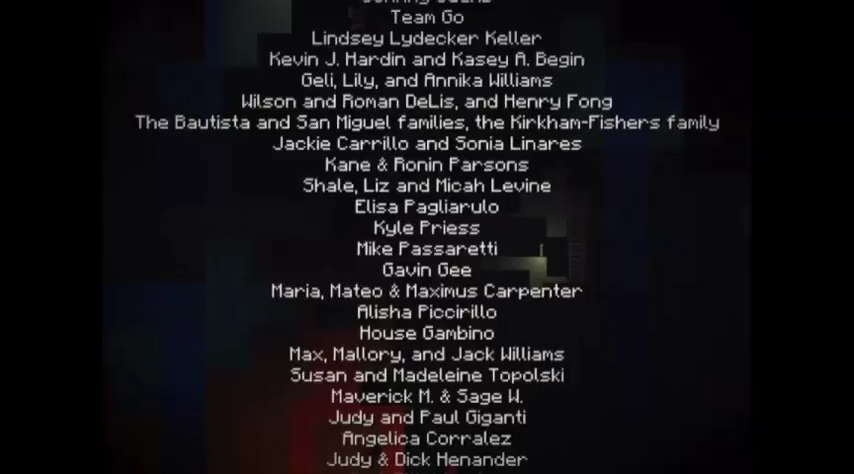 Team Go
Lindsey Lydecker Keller
Kevin J. Hardin and Kasey A. Begin
Geli, Lily, and Annika Williams
Wilson and Roman DeLis, and Henry Fong
The Bautista and San Miguel families, the Kirkham-Fishers family
Jackie Carrillo and Sonia Linares
Kane & Ronin Parsons
Shale, Liz and Micah Levine
Elisa Pagliarulo
Kyle Priess
Mike Passaretti
Gavin Gee
Maria, Mateo & Maximus Carpenter
Alisha Piccirillo
House Gambino
Max, Mallory, and Jack Williams
Susan and Madeleine Topolski
Maverick M. & Sage W.
Judy and Paul Giganti
Angelica Corralez
Judy & Dick Henander